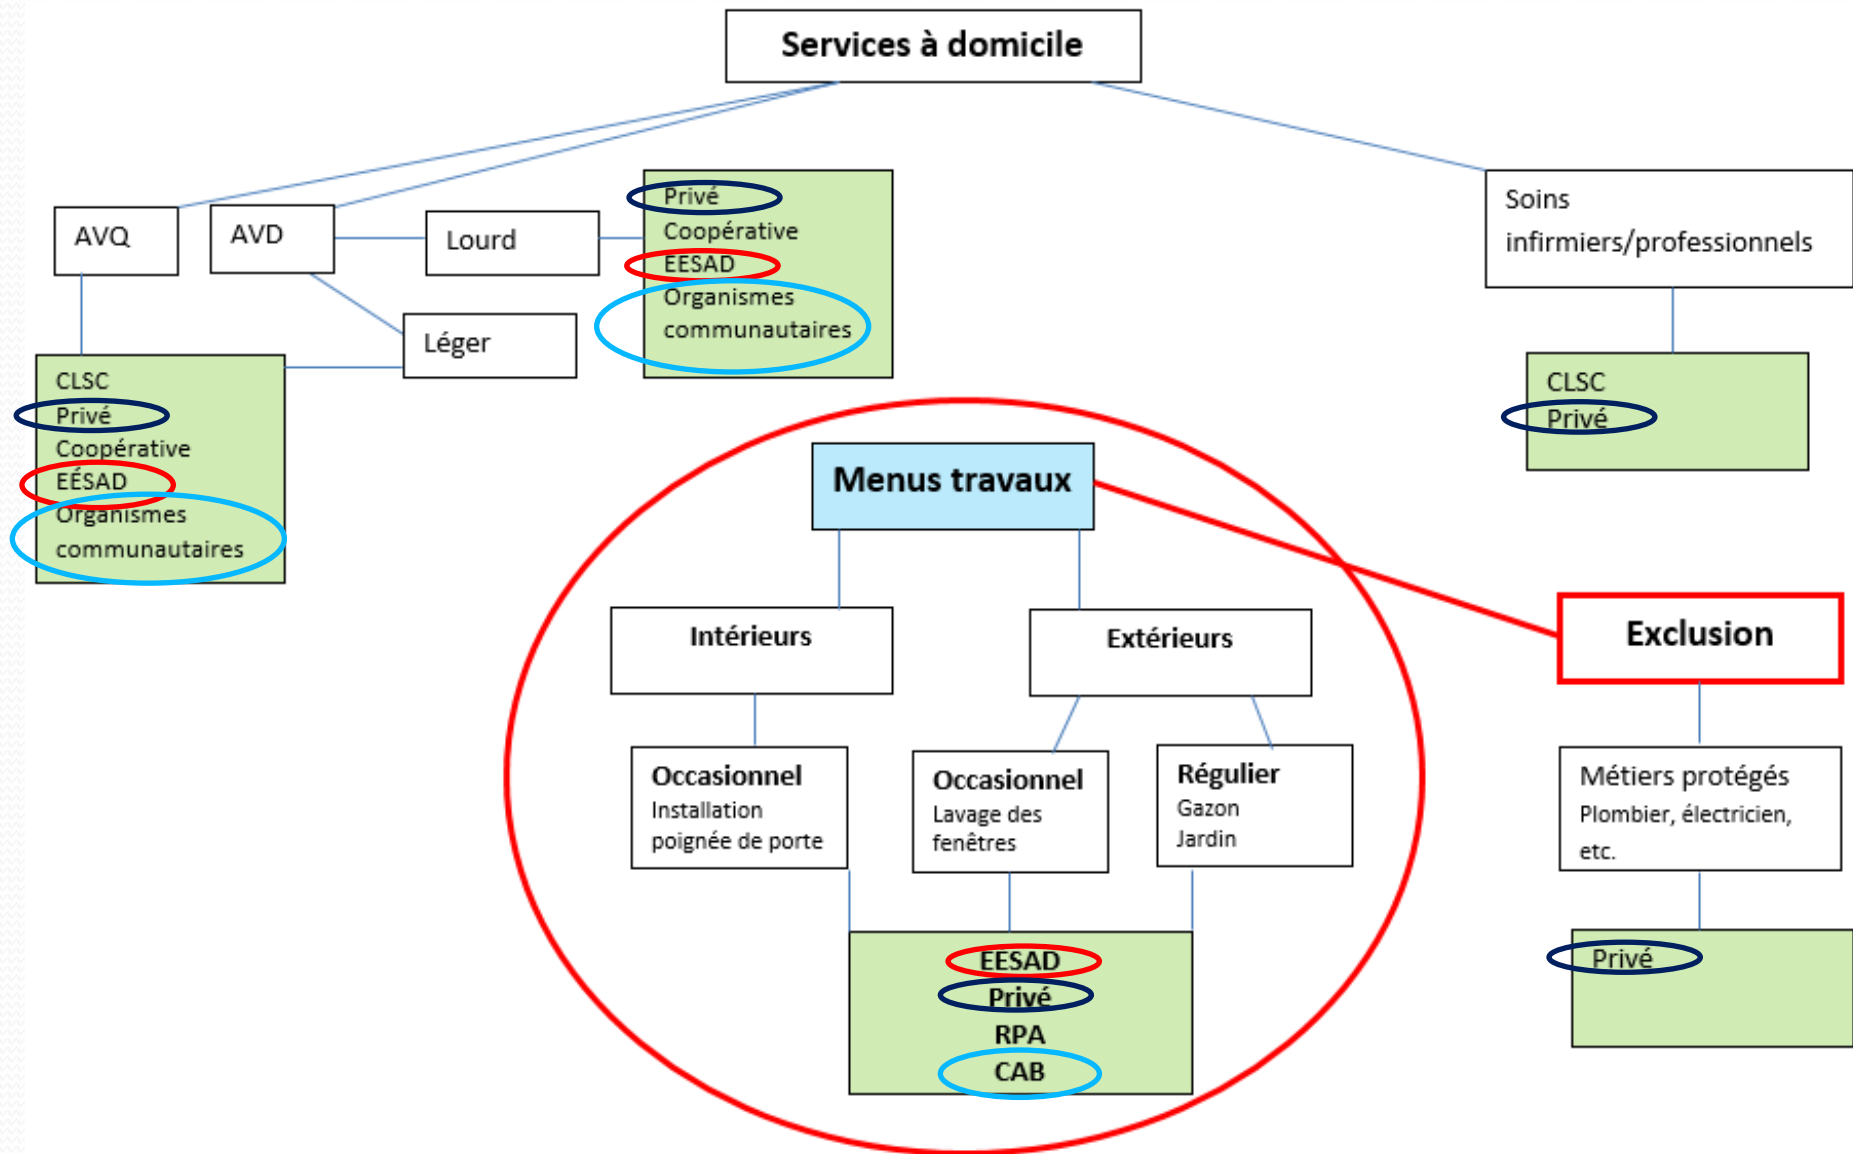 Services à domicile
AVQ
AVD
Lourd
Léger
Privé
Coopérative
EESAD
Organismes
communautaires
Soins
infirmiers/professionnels
CLSC
Privé
Coopérative
EÉSAD
Organismes
communautaires
CLSC
Privé
Menus travaux
Intérieurs
Extérieurs
Exclusion
Occasionnel
Installation
poignée de porte
Occasionnel
Lavage des
fenêtres
Régulier
Gazon
Jardin
Métiers protégés
Plombier, électricien,
etc.
EESAD
Privé
RPA
CAB
Privé